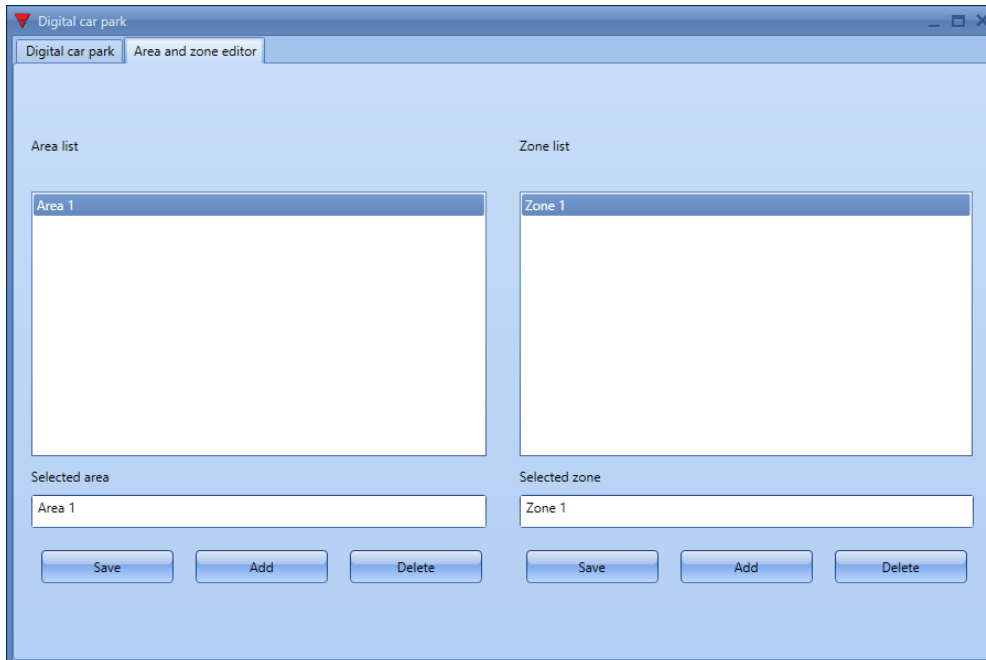 Digital car park
Digital car park Area and zone editor
Area list
Zone list
Area 1
Zone 1
Selected area
Selected zone
Area 1
Zone 1
Save Add Delete
Save Add Delete